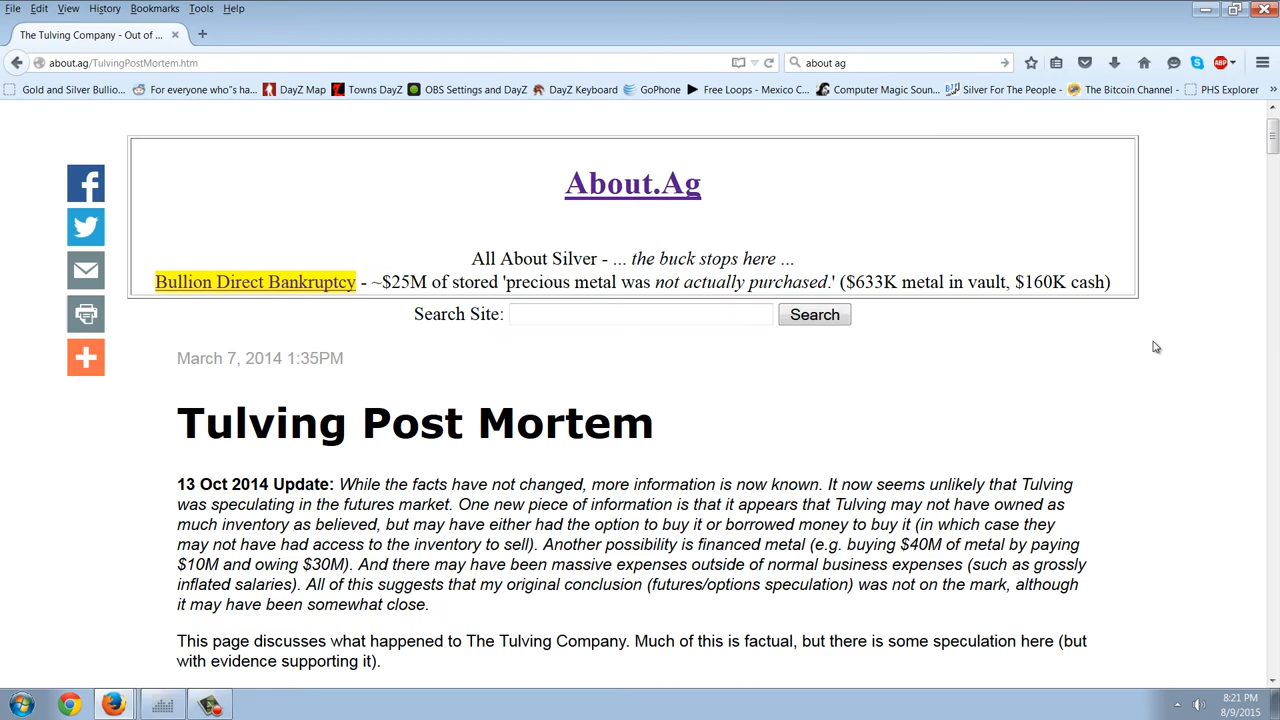 File Edit View History Bookmarks Tools Help
The Tulving Company - Out of ... × +
about.ag/TulvingPostMortem.htm
about ag
ABP
Gold and Silver Bullio... For everyone who"s ha... DayZ Map Towrn DayZ OBS Settings and DayZ DayZ Keyboard GoPhone Free Loops - Mexico C... Computer Magic Soun... Silver For The People - The Bitcoin Channel - PHS Explorer »
About.Ag
All About Silver - ... the buck stops here ...
Bullion Direct Bankruptcy - ~$25M of stored 'precious metal was not actually purchased.' ($633K metal in vault, $160K cash)
Search Site: Search
March 7, 2014 1:35PM
Tulving Post Mortem
13 Oct 2014 Update: While the facts have not changed, more information is now known. It now seems unlikely that Tulving
was speculating in the futures market. One new piece of information is that it appears that Tulving may not have owned as
much inventory as believed, but may have either had the option to buy it or borrowed money to buy it (in which case they
may not have had access to the inventory to sell). Another possibility is financed metal (e.g. buying $40M of metal by paying
$10M and owing $30M). And there may have been massive expenses outside of normal business expenses (such as grossly
inflated salaries). All of this suggests that my original conclusion (futures/options speculation) was not on the mark, although
it may have been somewhat close.
This page discusses what happened to The Tulving Company. Much of this is factual, but there is some speculation here (but
with evidence supporting it).
8:21 PM
8/9/2015